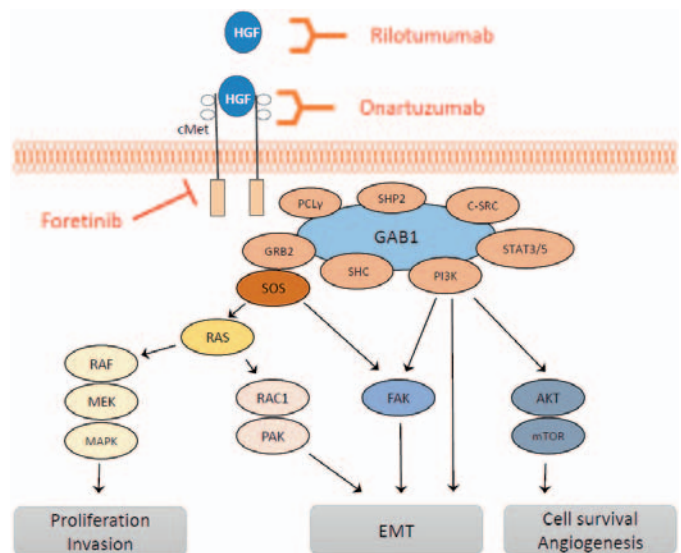 HGF
Rilotumumab
HGF
Onartuzumab
cMet
Foretinib
PCLγ
SHP2
C-SRC
GAB1
GRB2
STAT3/5
SHC
PI3K
SOS
RAS
RAF
MEK
MAPK
RAC1
PAK
FAK
AKT
mTOR
Proliferation
Invasion
EMT
Cell survival
Angiogenesis